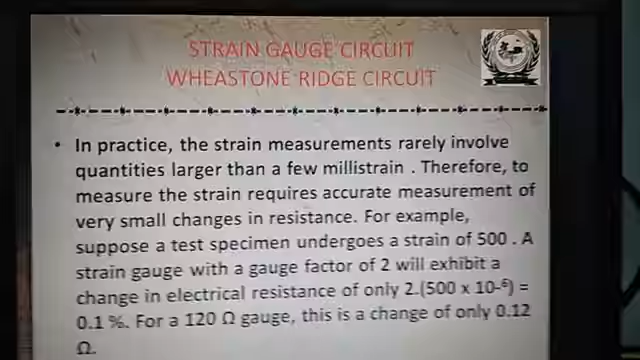 STRAIN GAUGE CIRCUIT
WHEASTONE RIDGE CIRCUIT
• In practice, the strain measurements rarely involve
quantities larger than a few millistrain . Therefore, to
measure the strain requires accurate measurement of
very small changes in resistance. For example,
suppose a test specimen undergoes a strain of 500 . A
strain gauge with a gauge factor of 2 will exhibit a
change in electrical resistance of only 2.(500 x 10-⁶) =
0.1 %. For a 120 Ω gauge, this is a change of only 0.12
Ω.